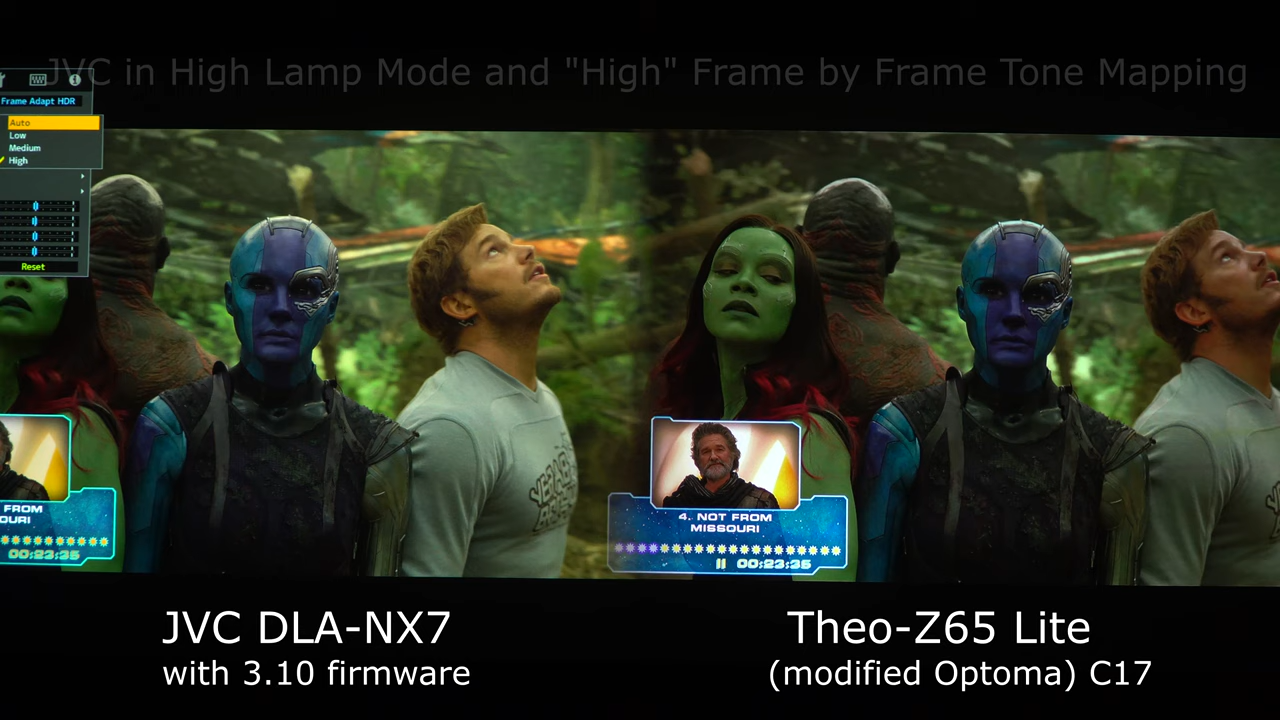 JVC in High Lamp Mode and "High" Frame by Frame Tone Mapping
Frame Adapt HDR
Auto
Low
Medium
High
Reset
FROM
OURI
00:23:35
4. NOT FROM
MISSOURI
00:23:35
JVC DLA-NX7
with 3.10 firmware
Theo-Z65 Lite
(modified Optoma) C17